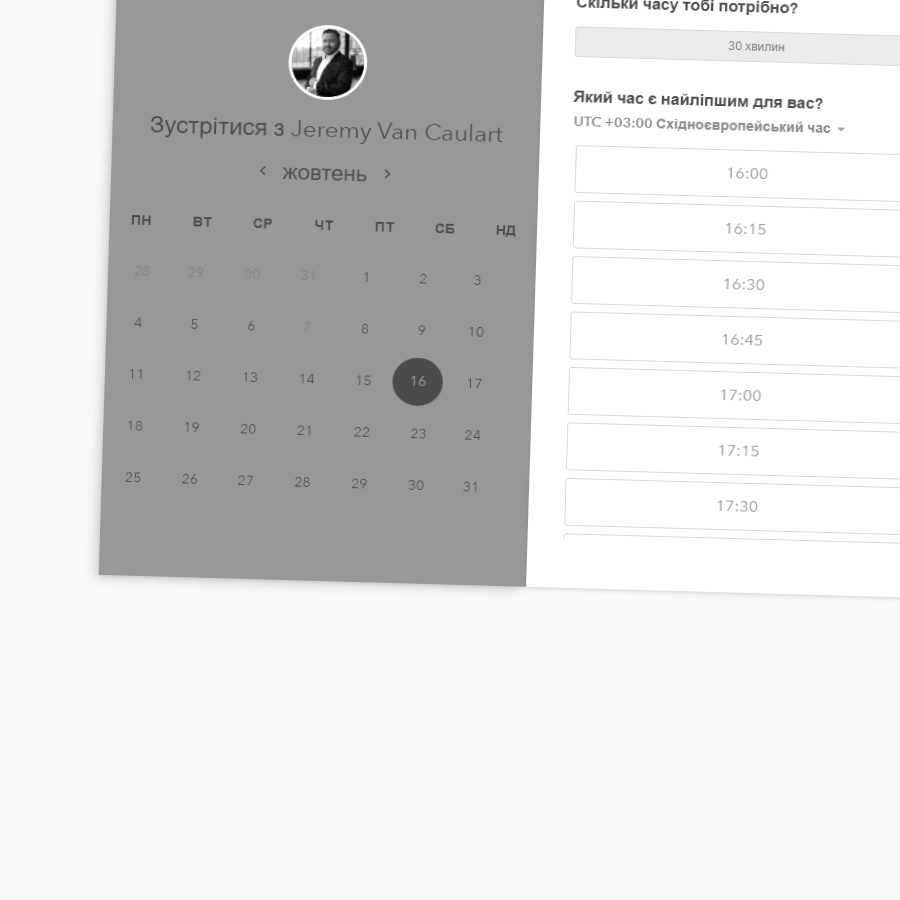 Зустрітися з Jeremy Van Caulart
жовтень
ПН ВТ СР ЧТ ПТ СБ НД
28 29 30 31 1 2 3
4 5 6 7 8 9 10
11 12 13 14 15 16 17
18 19 20 21 22 23 24
25 26 27 28 29 30 31
Скільки часу тобі потрібно?
30 хвилин
Який час є найліпшим для вас?
UTC +03:00 Східноєвропейський час
16:00
16:15
16:30
16:45
17:00
17:15
17:30